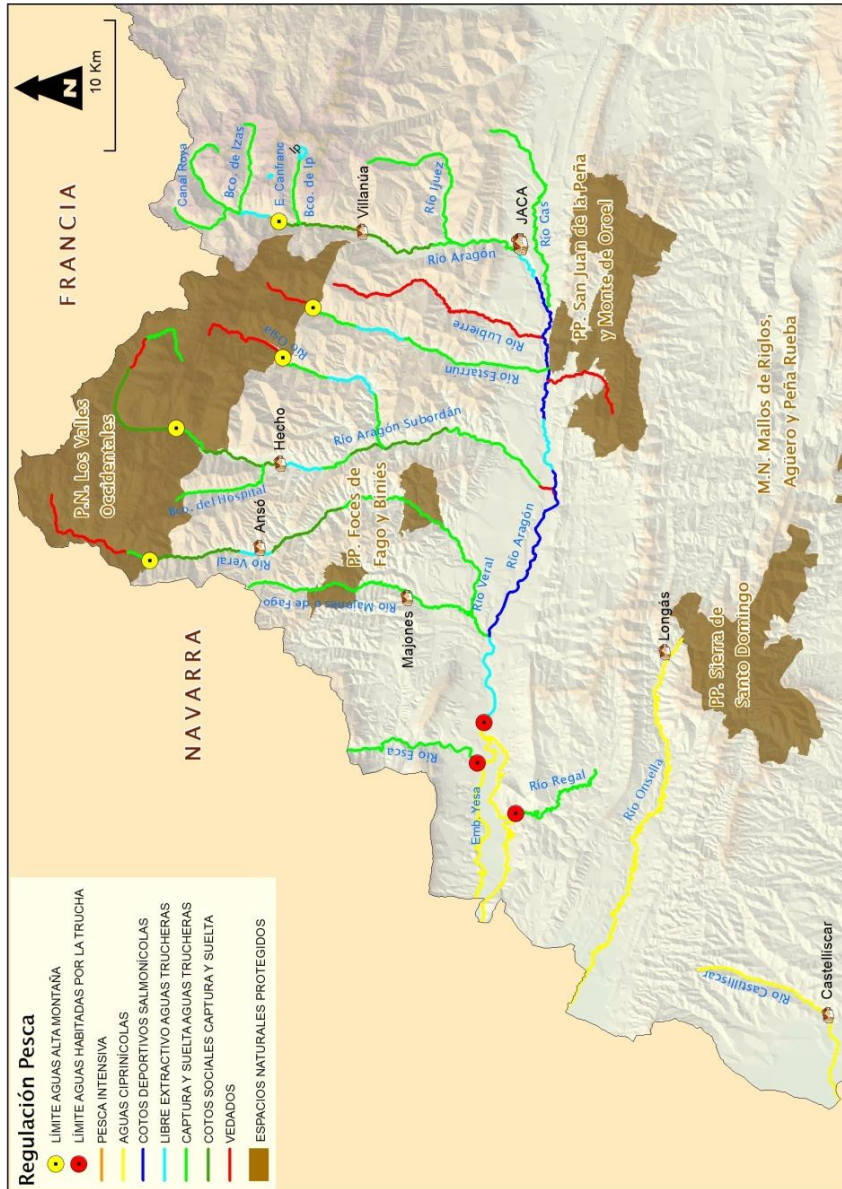 Regulación Pesca
LÍMITE AGUAS ALTA MONTAÑA
LÍMITE AGUAS HABITADAS POR LA TRUCHA
PESCA INTENSIVA
AGUAS CIPRINÍCOLAS
COTOS DEPORTIVOS SALMONÍCOLAS
LIBRE EXTRACTIVO AGUAS TRUCHERAS
CAPTURA Y SUELTA AGUAS TRUCHERAS
COTOS SOCIALES CAPTURA Y SUELTA
VEDADOS
ESPACIOS NATURALES PROTEGIDOS
N
10 Km
FRANCIA
NAVARRA
P.N. Los Valles
Occidentales
Canal Roya
Bco. de Izas
E. Canfranc
Ip
Bco. de Ip
Villanúa
Río Ijuez
Río Aragón
JACA
Río Gas
Río Osia
Río Lubierre
Río Estarrún
Hecho
Río Aragón Subordán
Bco. del Hospital
Ansó
Río Veral
PP. Foces de
Fago y Biniés
Río Majones o de Fago
Majones
Río Veral
Río Aragón
PP. San Juan de la Peña
y Monte de Oroel
Río Esca
Emb. Yesa
Río Regal
M.N. Mallos de Riglos,
Agüero y Peña Rueba
Longás
PP. Sierra de
Santo Domingo
Río Onsella
Río Castilliscar
Castelliscar